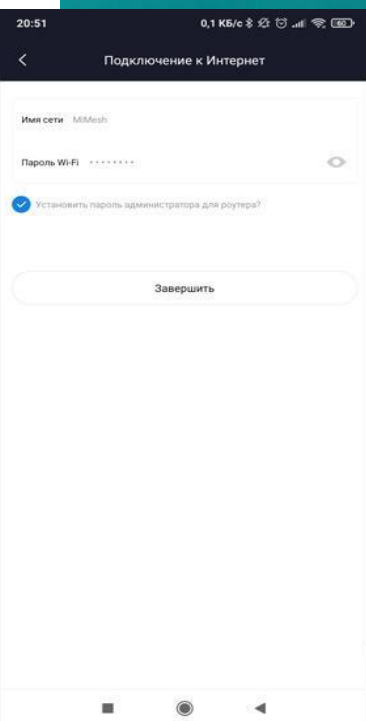 20:51 0,1 КБ/с 60
Подключение к Интернет
Имя сети MiMesh
Пароль Wi-Fi ········
Установить пароль администратора для роутера?
Завершить